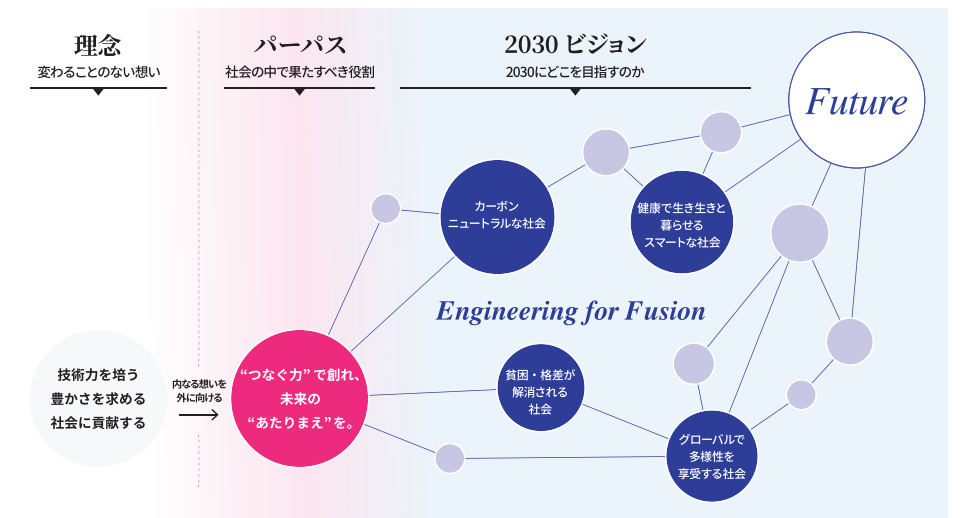 理念
変わることのない想い
パーパス
社会の中で果たすべき役割
2030 ビジョン
2030にどこを目指すのか
Future
カーボン
ニュートラルな社会
健康で生き生きと
暮らせる
スマートな社会
Engineering for Fusion
技術力を培う
豊かさを求める
社会に貢献する
内なる想いを
外に向ける
“つなぐ力”で創れ、
未来の
“あたりまえ”を。
貧困・格差が
解消される
社会
グローバルで
多様性を
享受する社会